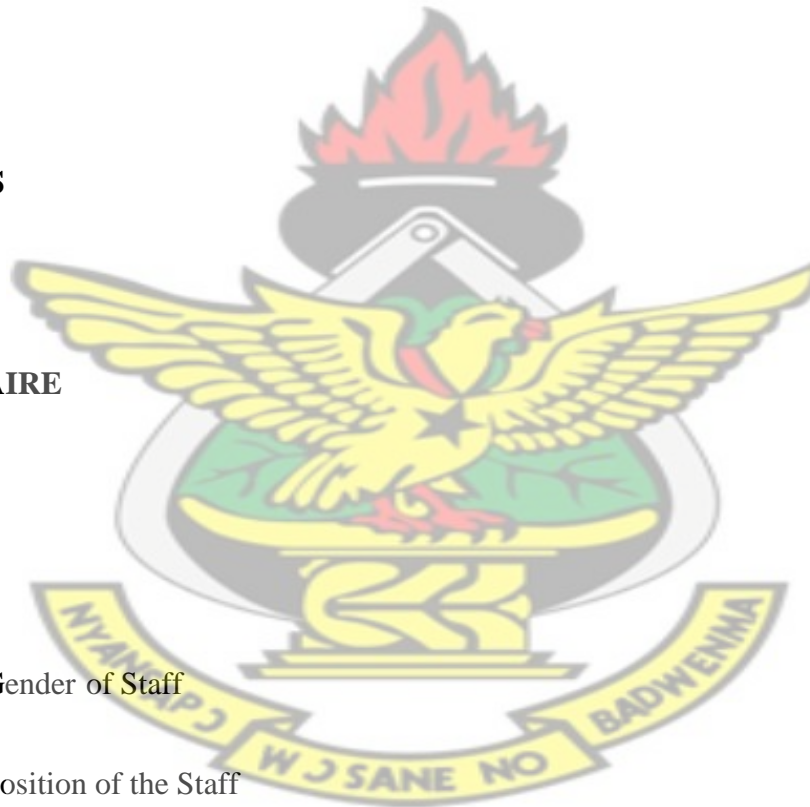 S
AIRE
Gender of Staff
NYANSAPƆ WƆSANE NO BADWENMA
osition of the Staff